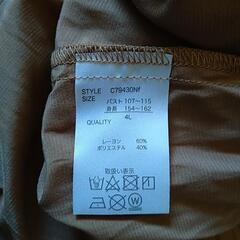 STYLE C79430Nf
SIZE
バスト 107~115
身長 154~162
4L
QUALITY
レーヨン 60%
ポリエステル 40%
取扱い表示